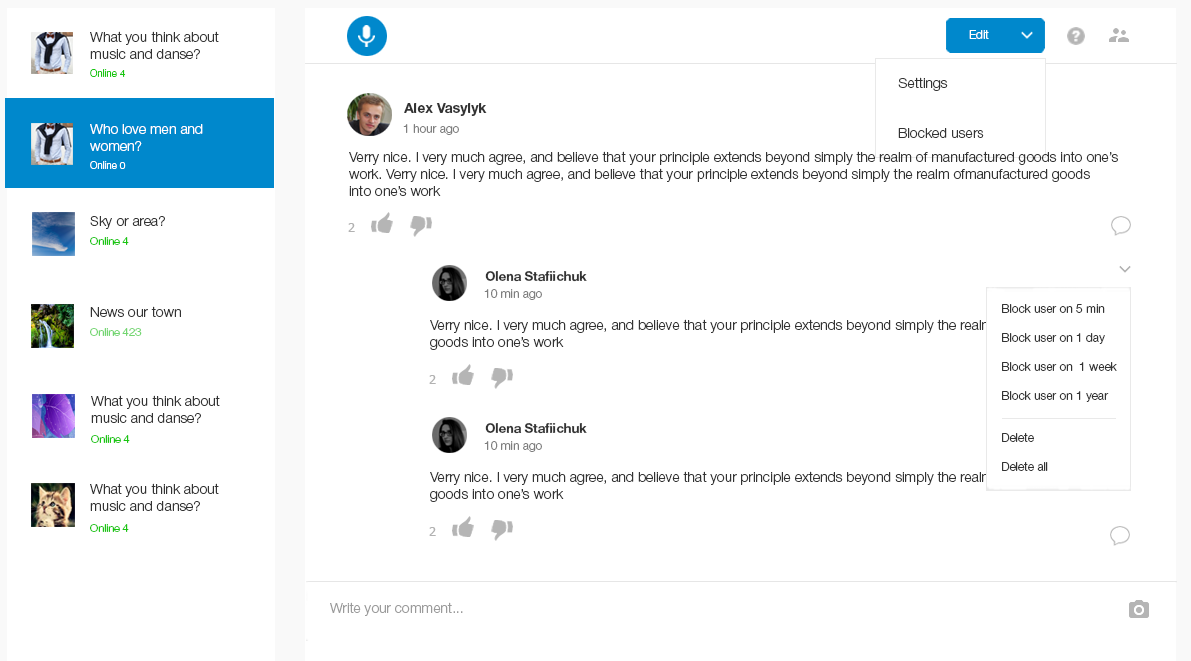 What you think about
music and danse?
Online 4
Who love men and
women?
Online 0
Sky or area?
Online 4
News our town
Online 423
What you think about
music and danse?
Online 4
What you think about
music and danse?
Online 4
Edit
?
Settings
Blocked users
Alex Vasylyk
1 hour ago
Verry nice. I very much agree, and believe that your principle extends beyond simply the realm of manufactured goods into one's
work. Verry nice. I very much agree, and believe that your principle extends beyond simply the realm ofmanufactured goods
into one's work
2
Olena Stafiichuk
10 min ago
Verry nice. I very much agree, and believe that your principle extends beyond simply the realm
goods into one's work
2
Block user on 5 min
Block user on 1 day
Block user on  1 week
Block user on 1 year
Delete
Delete all
Olena Stafiichuk
10 min ago
Verry nice. I very much agree, and believe that your principle extends beyond simply the realm
goods into one's work
2
Write your comment...